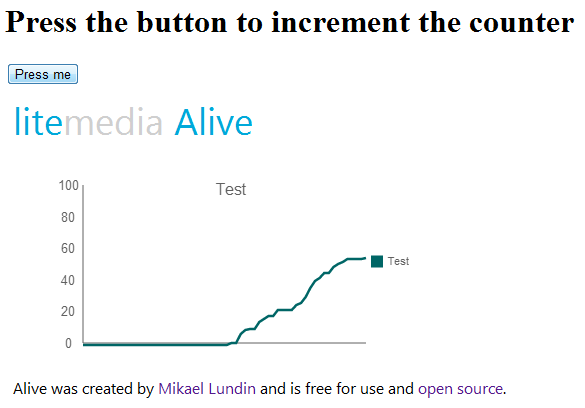 Press the button to increment the counter
Press me
litemedia Alive
Test
100
80
60
40
20
0
Test
Alive was created by Mikael Lundin and is free for use and open source.